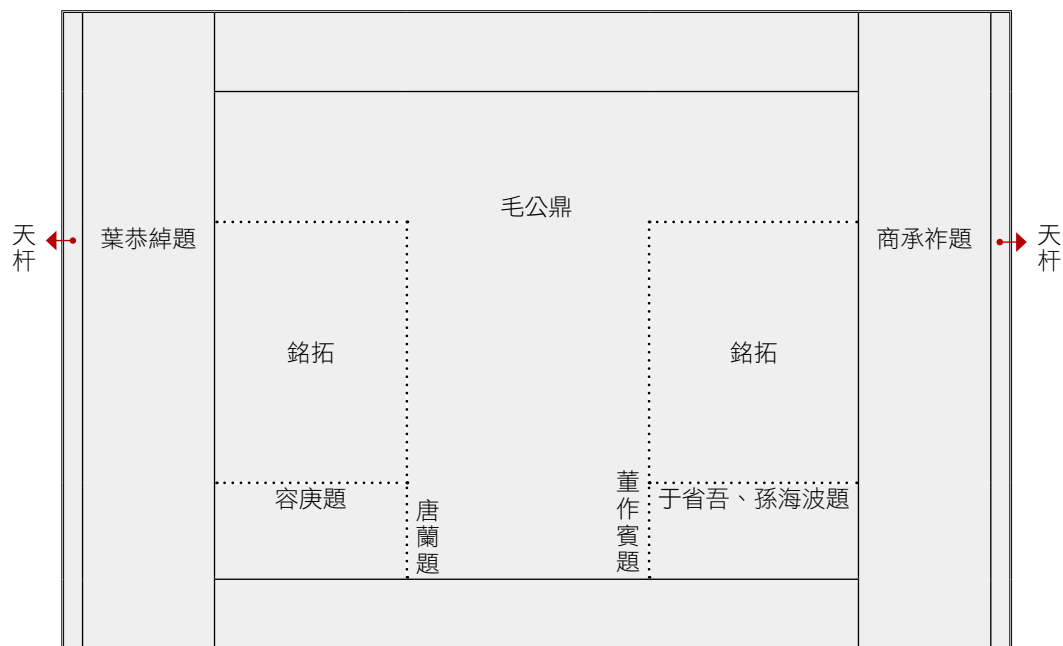 毛公鼎
天杆
葉恭綽題
商承祚題
天杆
銘拓
銘拓
容庚題
唐蘭題
董作賓題
于省吾、孫海波題